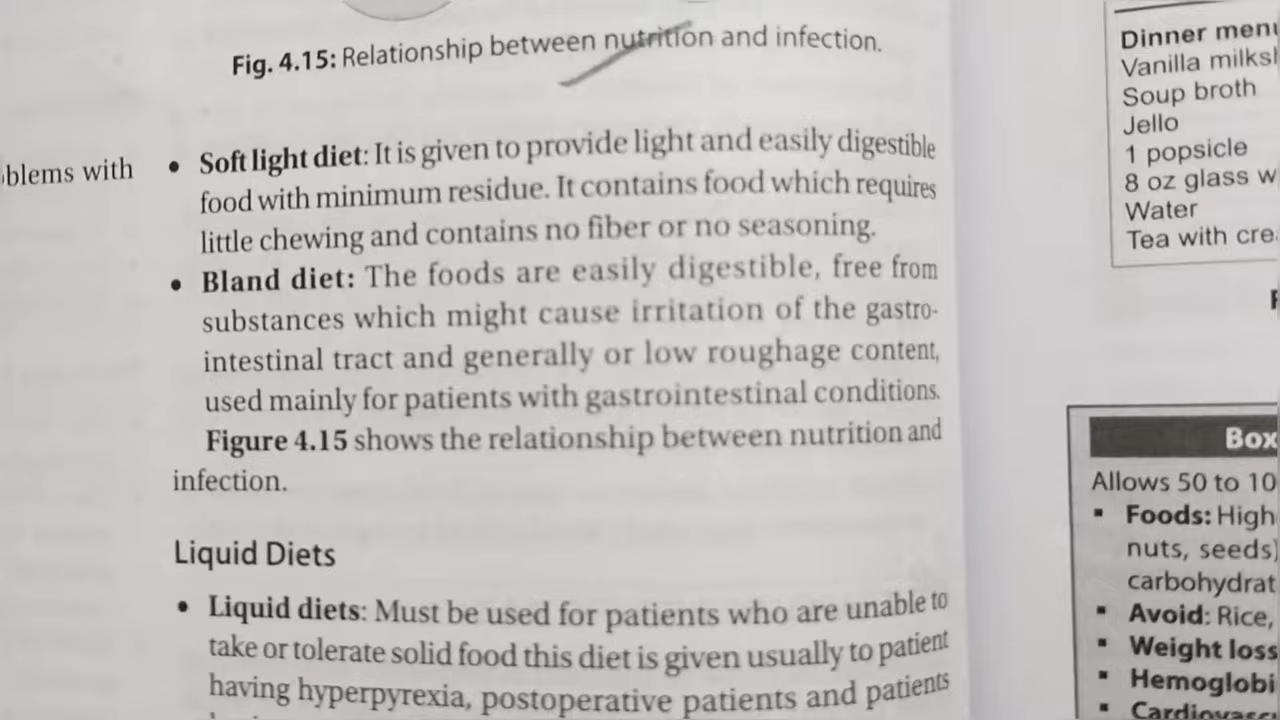 Fig. 4.15: Relationship between nutrition and infection.
blems with
• Soft light diet: It is given to provide light and easily digestible
food with minimum residue. It contains food which requires
little chewing and contains no fiber or no seasoning.
• Bland diet: The foods are easily digestible, free from
substances which might cause irritation of the gastro-
intestinal tract and generally or low roughage content,
used mainly for patients with gastrointestinal conditions.
Figure 4.15 shows the relationship between nutrition and
infection.
Liquid Diets
• Liquid diets: Must be used for patients who are unable to
take or tolerate solid food this diet is given usually to patient
having hyperpyrexia, postoperative patients and patients
Dinner menu
Vanilla milksh
Soup broth
Jello
1 popsicle
8 oz glass w
Water
Tea with cre
Box
Allows 50 to 10
▪ Foods: High
nuts, seeds)
carbohydrat
▪ Avoid: Rice,
▪ Weight loss
▪ Hemoglobi
▪ Cardiovasc